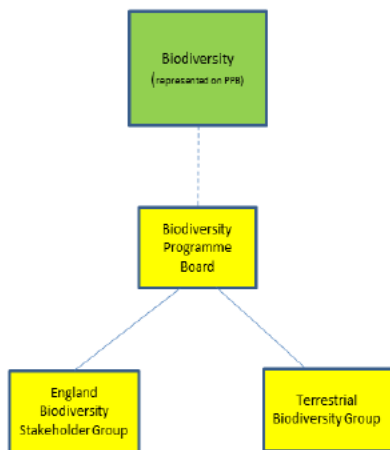 Biodiversity
(represented on PPB)
Biodiversity
Programme
Board
England
Biodiversity
Stakeholder Group
Terrestrial
Biodiversity Group